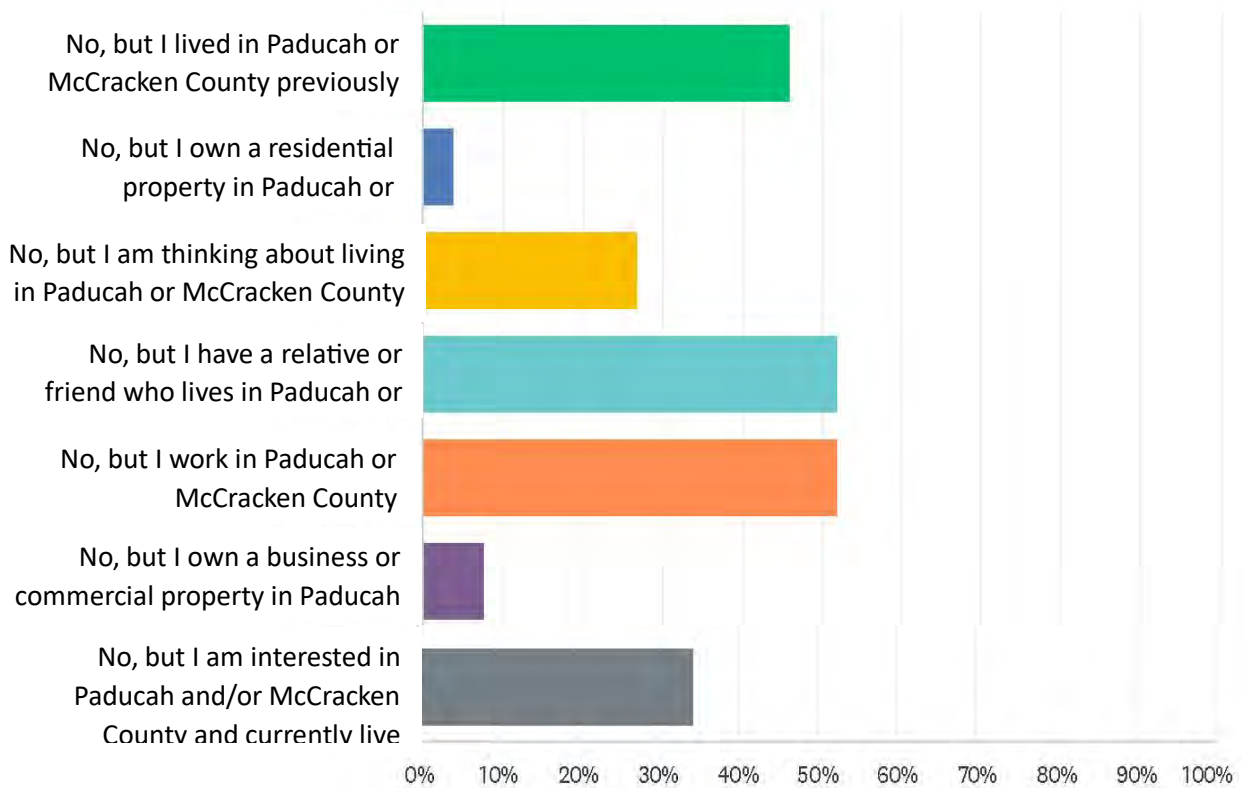 No, but I lived in Paducah or
McCracken County previously
No, but I own a residential
property in Paducah or
No, but I am thinking about living
in Paducah or McCracken County
No, but I have a relative or
friend who lives in Paducah or
No, but I work in Paducah or
McCracken County
No, but I own a business or
commercial property in Paducah
No, but I am interested in
Paducah and/or McCracken
County and currently live
0% 10% 20% 30% 40% 50% 60% 70% 80% 90% 100%